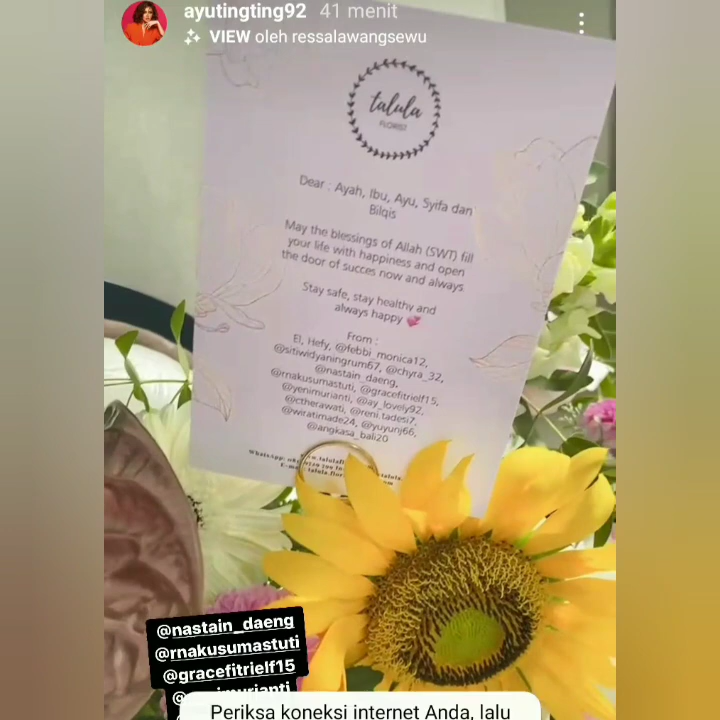 ayutingting92 41 menit
VIEW oleh ressalawangsewu
talula
FLORIST
Dear : Ayah, Ibu, Ayu, Syifa dan
Bilqis
May the blessings of Allah (SWT) fill
your life with happiness and open
the door of succes now and always
Stay safe, stay healthy and
always happy 💕
From :
El, Hefy, @febbi_monica12,
@sitiwidyaningrum67, @chyra_32,
@nastain_daeng,
@rnakusumastuti, @gracefitrielf15,
@yenimurianti, @ay_lovely92,
@ctherawati, @reni.tadesi7,
@wiratimade24, @yuyunj66,
@angkasa_bali20
WhatsApp:
E-m
@nastain_daeng
@rnakusumastuti
@gracefitrielf15
Periksa koneksi internet Anda, lalu